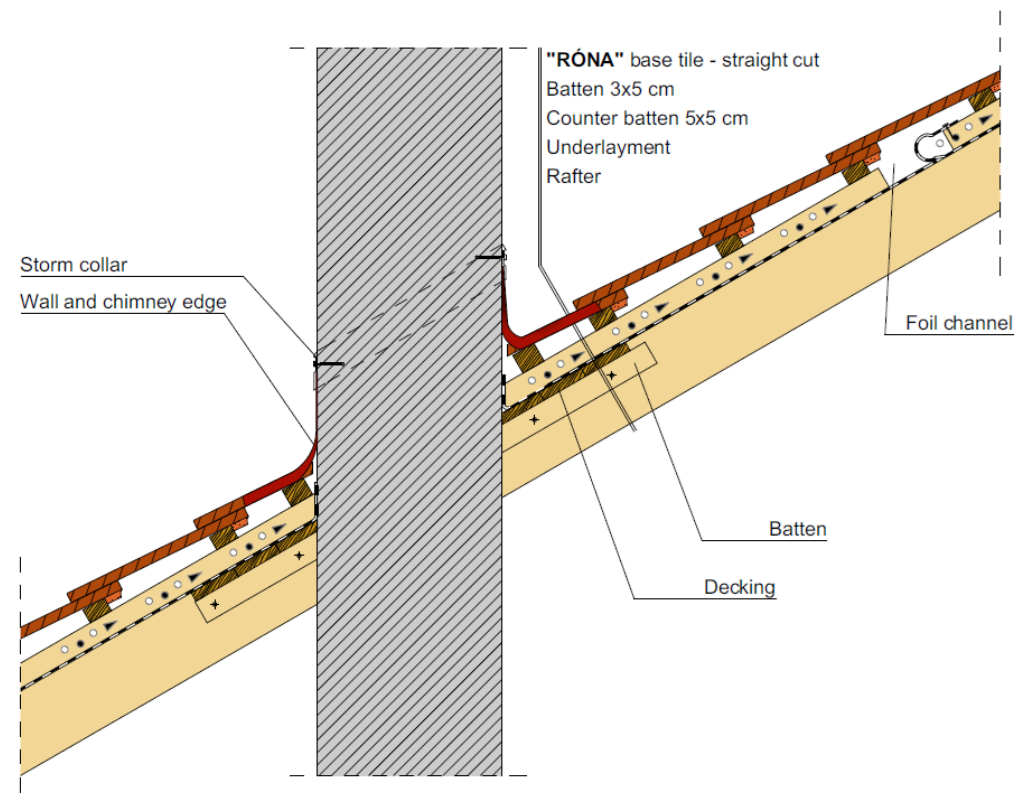 "RÓNA" base tile - straight cut
Batten 3x5 cm
Counter batten 5x5 cm
Underlayment
Rafter
Storm collar
Wall and chimney edge
Foil channel
Batten
Decking